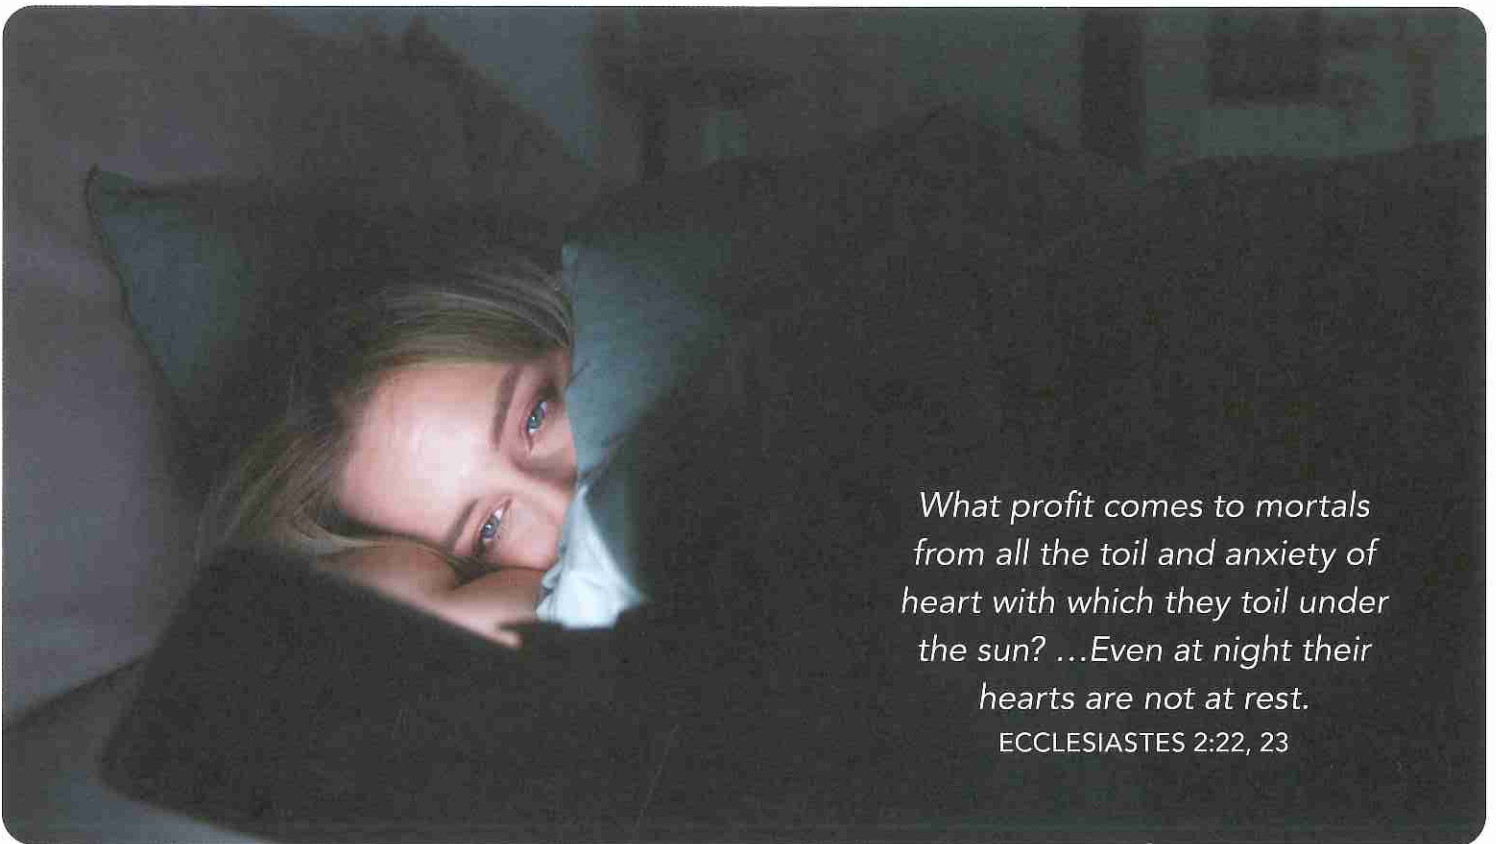 What profit comes to mortals
from all the toil and anxiety of
heart with which they toil under
the sun? ...Even at night their
hearts are not at rest.
ECCLESIASTES 2:22, 23